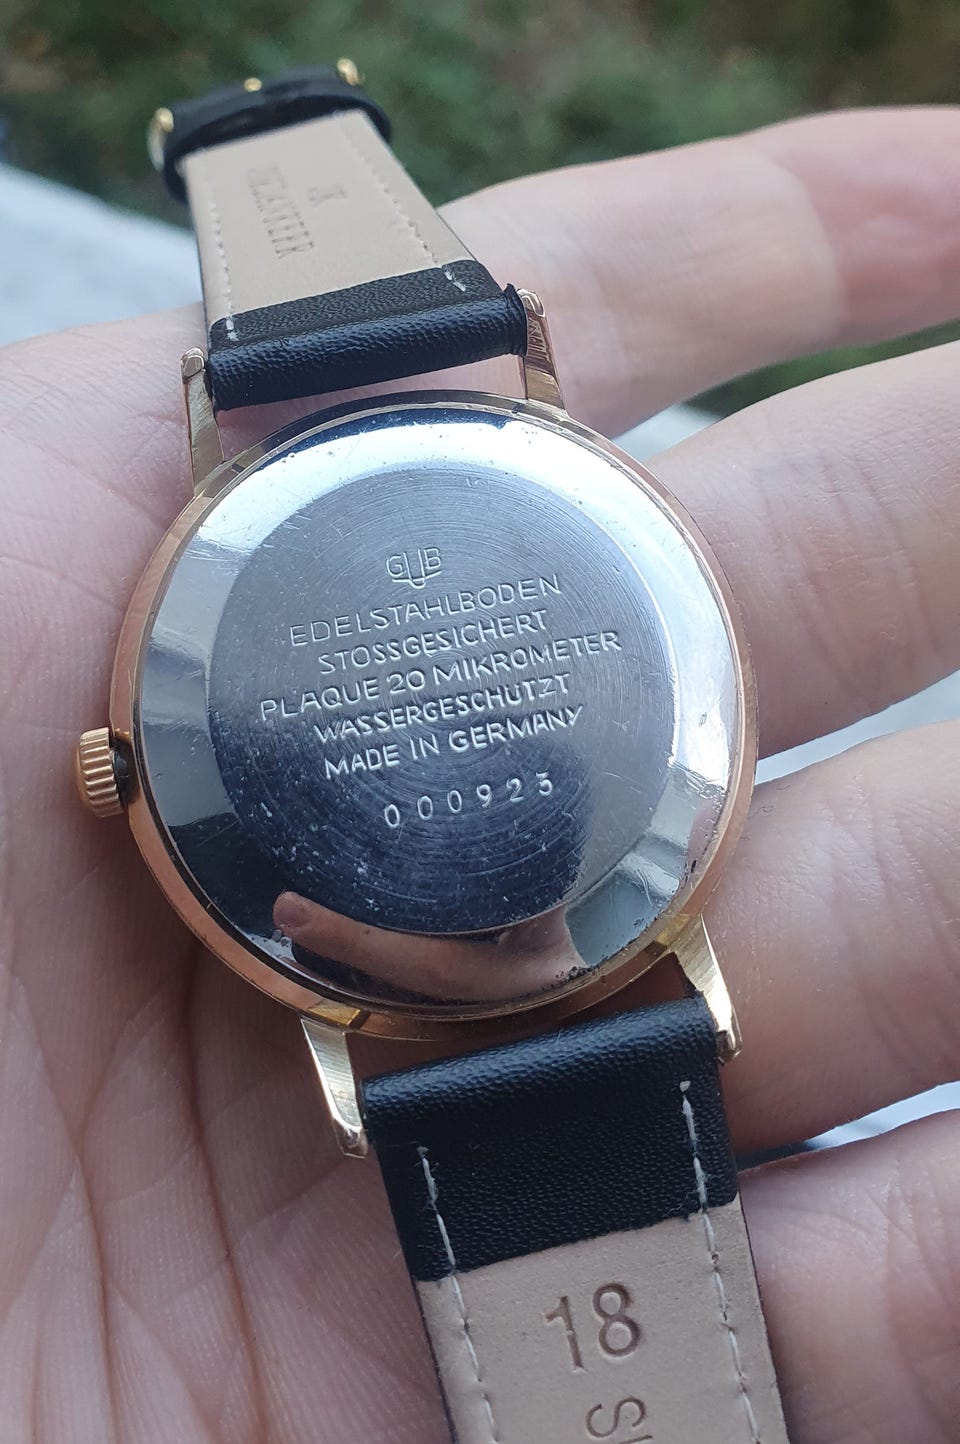 GUB
EDELSTAHLBODEN
STOSSGESICHERT
PLAQUE 20 MIKROMETER
WASSERGESCHÜTZT
MADE IN GERMANY
000923
18